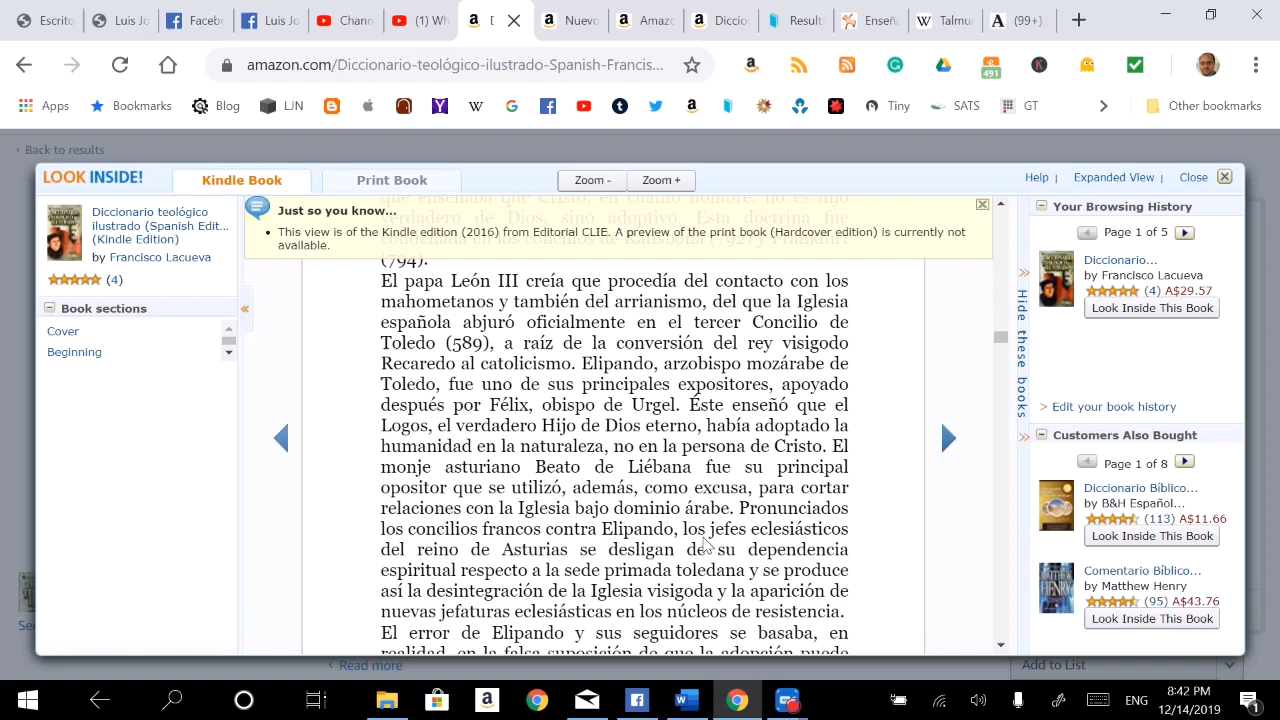 Escrito
Luis Jo
Faceb
Luis Jo
Chann
(1) Wh
Nuevo
Amaz
Diccio
Result
Enseñ
Talmu
(99+)
amazon.com/Diccionario-teológico-ilustrado-Spanish-Francis...
491
Apps
Bookmarks
Blog
LJN
Tiny
SATS
GT
Other bookmarks
‹ Back to results
LOOK INSIDE!
Kindle Book
Print Book
Zoom -
Zoom +
Help |
Expanded View |
Close
Diccionario teológico
ilustrado (Spanish Edit...
(Kindle Edition)
by Francisco Lacueva
(4)
Book sections
Cover
Beginning
Just so you know...
This view is of the Kindle edition (2016) from Editorial CLIE. A preview of the print book (Hardcover edition) is currently not
available.
(794).
El papa León III creía que procedía del contacto con los
mahometanos y también del arrianismo, del que la Iglesia
española abjuró oficialmente en el tercer Concilio de
Toledo (589), a raíz de la conversión del rey visigodo
Recaredo al catolicismo. Elipando, arzobispo mozárabe de
Toledo, fue uno de sus principales expositores, apoyado
después por Félix, obispo de Urgel. Éste enseñó que el
Logos, el verdadero Hijo de Dios eterno, había adoptado la
humanidad en la naturaleza, no en la persona de Cristo. El
monje asturiano Beato de Liébana fue su principal
opositor que se utilizó, además, como excusa, para cortar
relaciones con la Iglesia bajo dominio árabe. Pronunciados
los concilios francos contra Elipando, los jefes eclesiásticos
del reino de Asturias se desligan de su dependencia
espiritual respecto a la sede primada toledana y se produce
así la desintegración de la Iglesia visigoda y la aparición de
nuevas jefaturas eclesiásticas en los núcleos de resistencia.
El error de Elipando y sus seguidores se basaba, en
realidad, en la falsa suposición de que la adopción puede
Hide these books
Your Browsing History
Page 1 of 5
Diccionario...
by Francisco Lacueva
(4) A$29.57
Look Inside This Book
> Edit your book history
Customers Also Bought
Page 1 of 8
Diccionario Bíblico...
by B&H Español...
(113) A$11.66
Look Inside This Book
Comentario Bíblico...
by Matthew Henry
(95) A$43.76
Look Inside This Book
Read more
Add to List
ENG
8:42 PM
12/14/2019
1